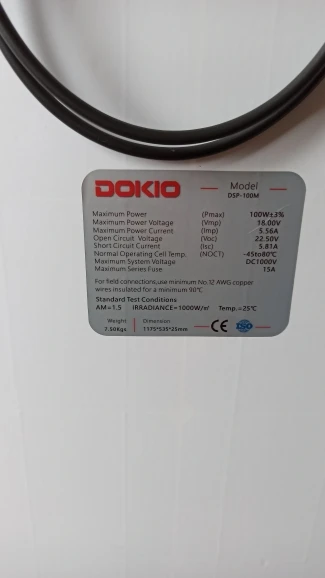 DOKIO Model
DSP-100M
Maximum Power (Pmax) 100W±3%
Maximum Power Voltage (Vmp) 18.00V
Maximum Power Current (Imp) 5.56A
Open Circuit Voltage (Voc) 22.50V
Short Circuit Current (Isc) 5.81A
Normal Operating Cell Temp. (NOCT) -45to80℃
Maximum System Voltage DC1000V
Maximum Series Fuse 15A
For field connections,use minimum No.12 AWG copper
wires insulated for a minimum 90℃
Standard Test Conditions
AM=1.5 IRRADIANCE=1000W/㎡ Temp.=25℃
Weight Dimension
7.50Kgs 1175*535*25mm CE ISO